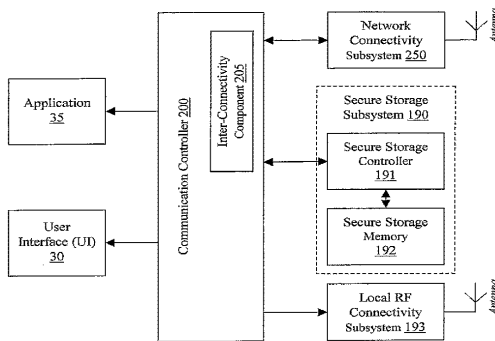 Network
Connectivity
Subsystem 250
Antenna
Application
35
Communication Controller 200
Inter-Connectivity
Component 205
Secure Storage
Subsystem 190
Secure Storage
Controller
191
Secure Storage
Memory
192
User
Interface (UI)
30
Local RF
Connectivity
Subsystem 193
Antenna